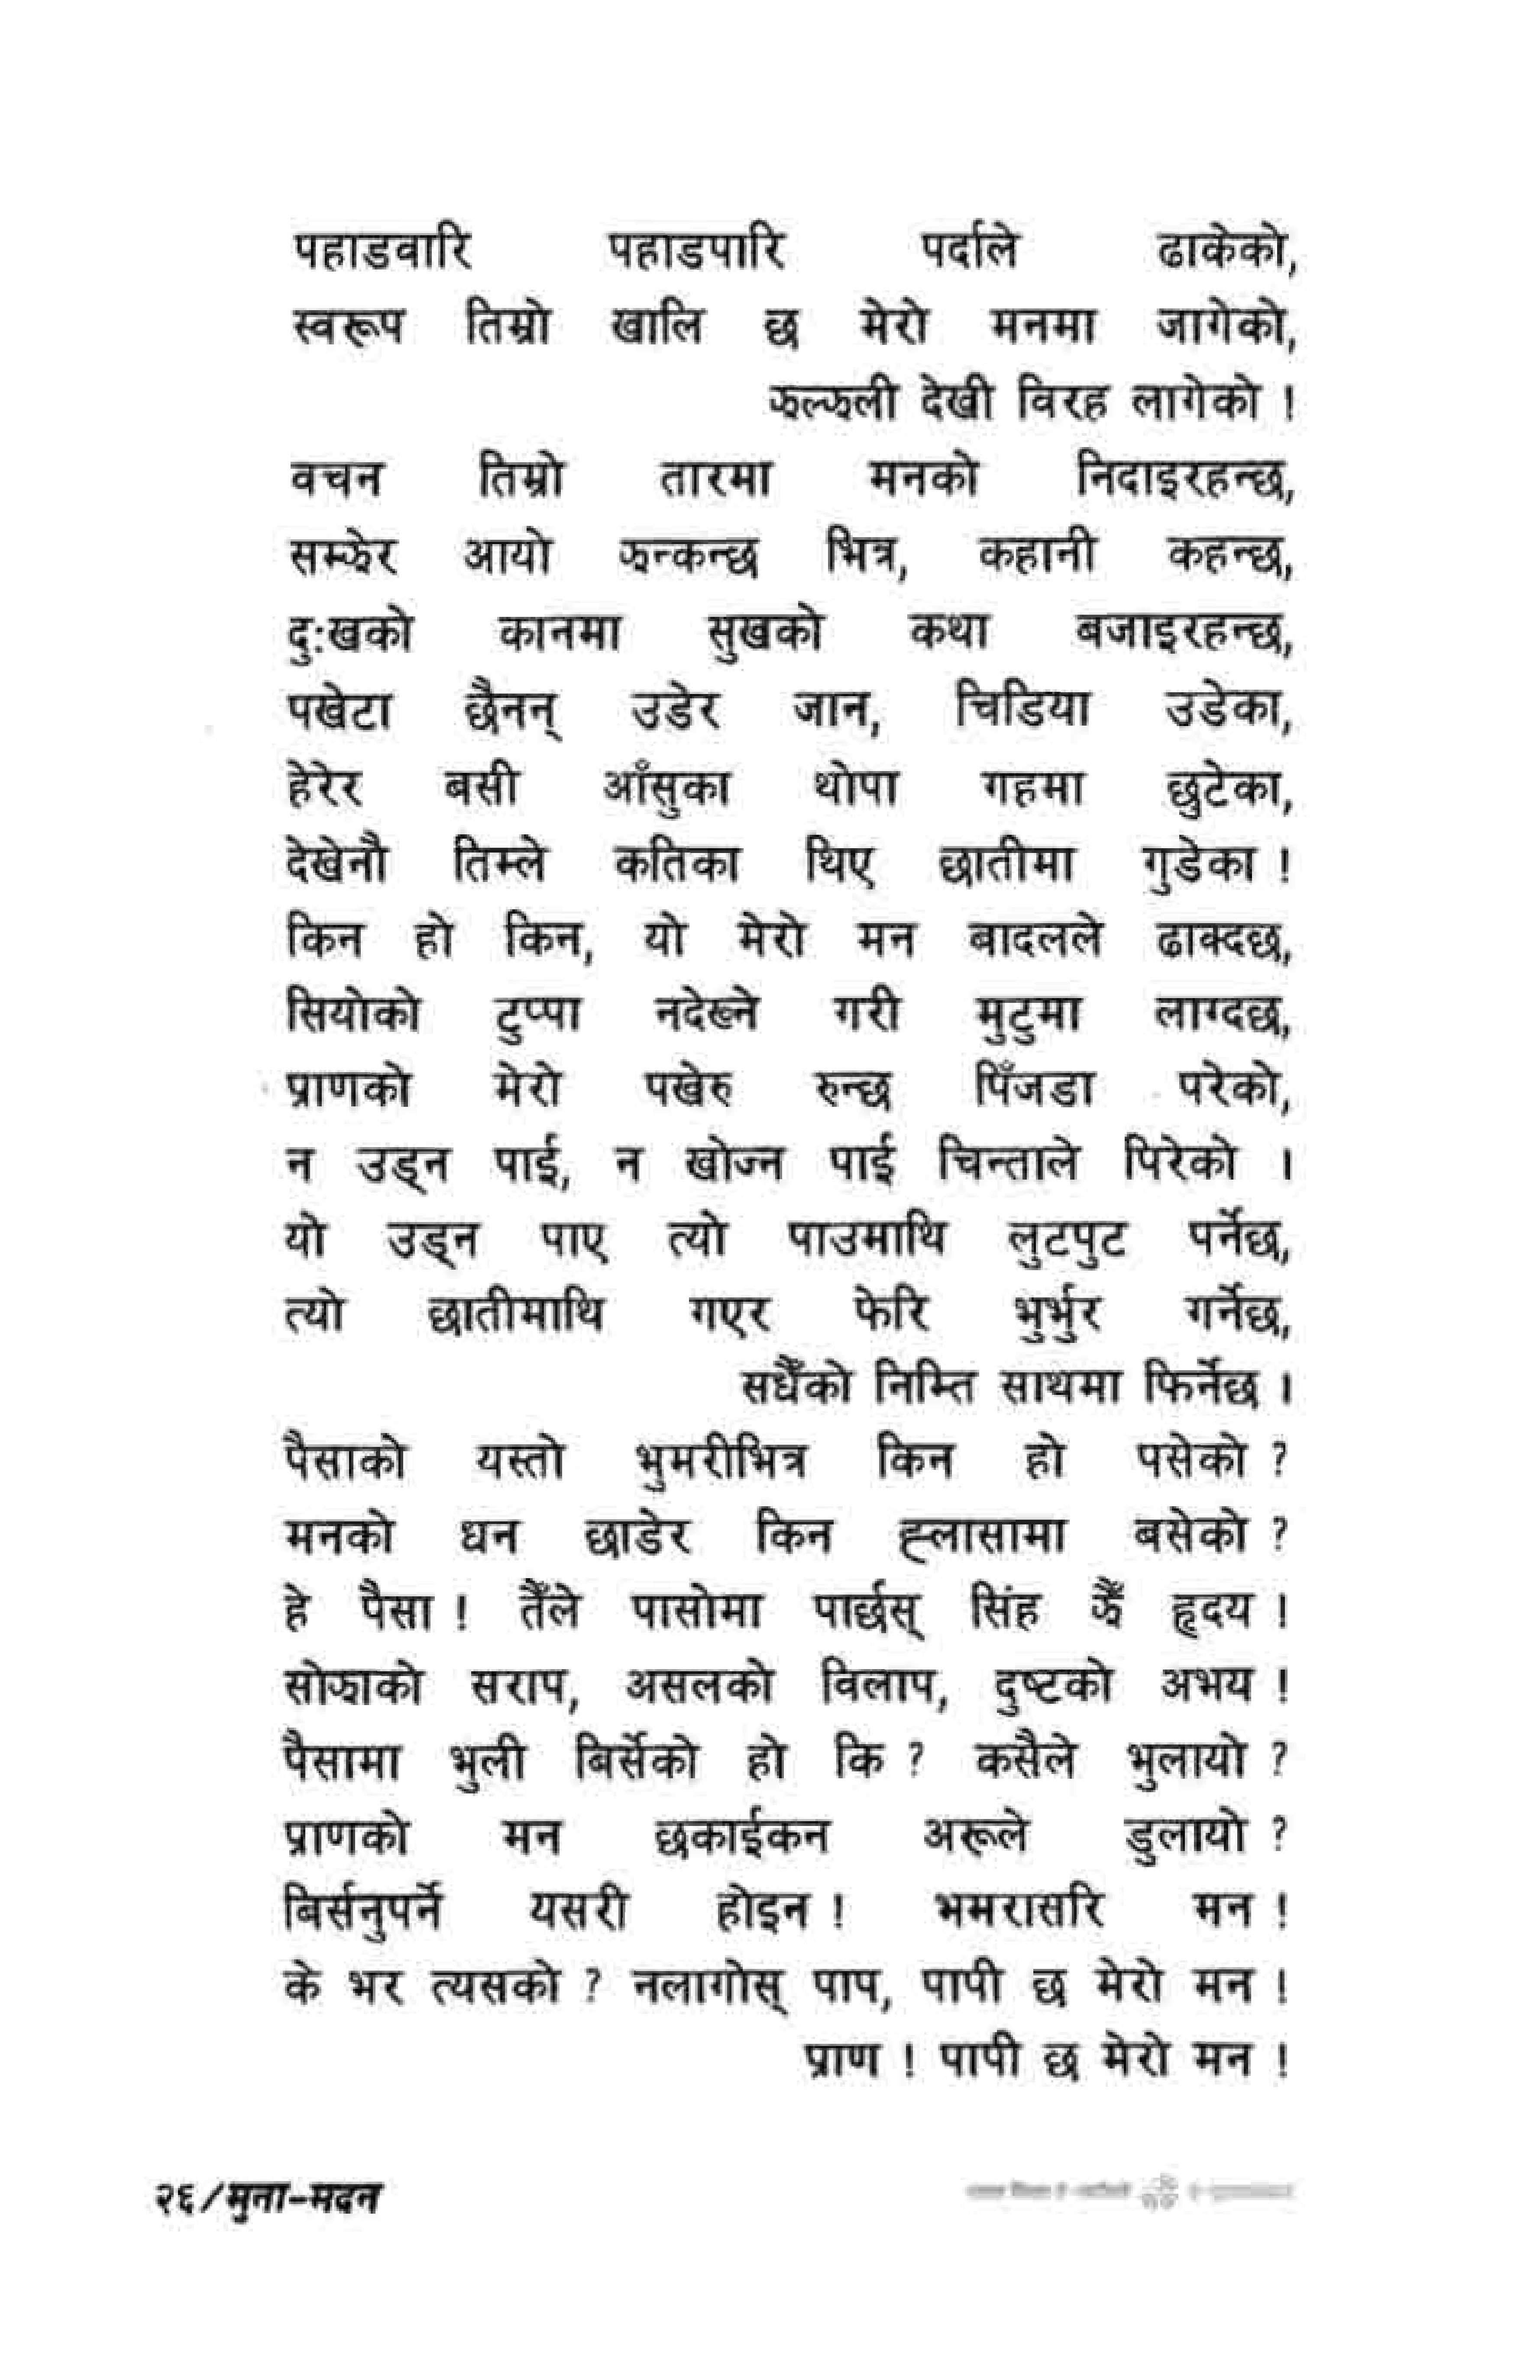 पहाडवारि पहाडपारि पर्दाले ढाकेको,
स्वरूप तिम्रो खालि छ मेरो मनमा जागेको,
झल्झली देखी विरह लागेको !
वचन तिम्रो तारमा मनको निदाइरहन्छ,
सम्झेर आयो झन्कन्छ भित्र, कहानी कहन्छ,
दुःखको कानमा सुखको कथा बजाइरहन्छ,
पखेटा छैनन् उडेर जान, चिडिया उडेका,
हेरेर बसी आँसुका थोपा गहमा छुटेका,
देखेनौ तिम्ले कतिका थिए छातीमा गुडेका !
किन हो किन, यो मेरो मन बादलले ढाक्दछ,
सियोको टुप्पा नदेख्ने गरी मुटुमा लाग्दछ,
प्राणको मेरो पखेरु रुन्छ पिँजडा परेको,
न उड्न पाई, न खोज्न पाई चिन्ताले पिरेको ।
यो उड्न पाए त्यो पाउमाथि लुटपुट पर्नेछ,
त्यो छातीमाथि गएर फेरि भुर्भुर गर्नेछ,
सधैँको निम्ति साथमा फिर्नेछ ।
पैसाको यस्तो भुमरीभित्र किन हो पसेको ?
मनको धन छाडेर किन ह्लासामा बसेको ?
हे पैसा ! तैँले पासोमा पार्छस् सिंह झैँ हृदय !
सोझाको सराप, असलको विलाप, दुष्टको अभय !
पैसामा भुली बिर्सेको हो कि ? कसैले भुलायो ?
प्राणको मन छकाईकन अरूले डुलायो ?
बिर्सनुपर्ने यसरी होइन ! भमरासरि मन !
के भर त्यसको ? नलागोस् पाप, पापी छ मेरो मन !
प्राण ! पापी छ मेरो मन !
२६/मुना-मदन